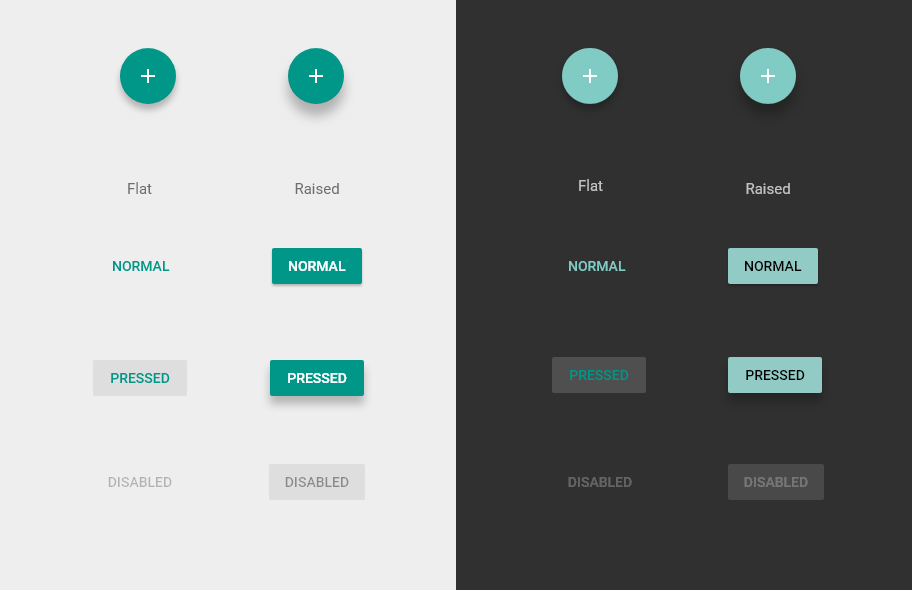 + +
Flat Raised
NORMAL NORMAL
PRESSED PRESSED
DISABLED DISABLED
+ +
Flat Raised
NORMAL NORMAL
PRESSED PRESSED
DISABLED DISABLED